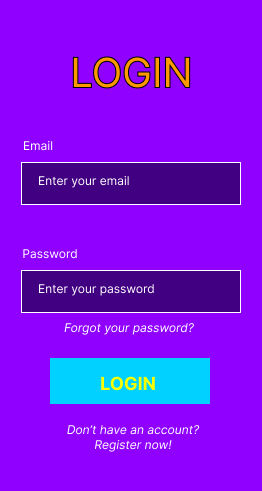 LOGIN
Email
Enter your email
Password
Enter your password
Forgot your password?
LOGIN
Don’t have an account?
Register now!